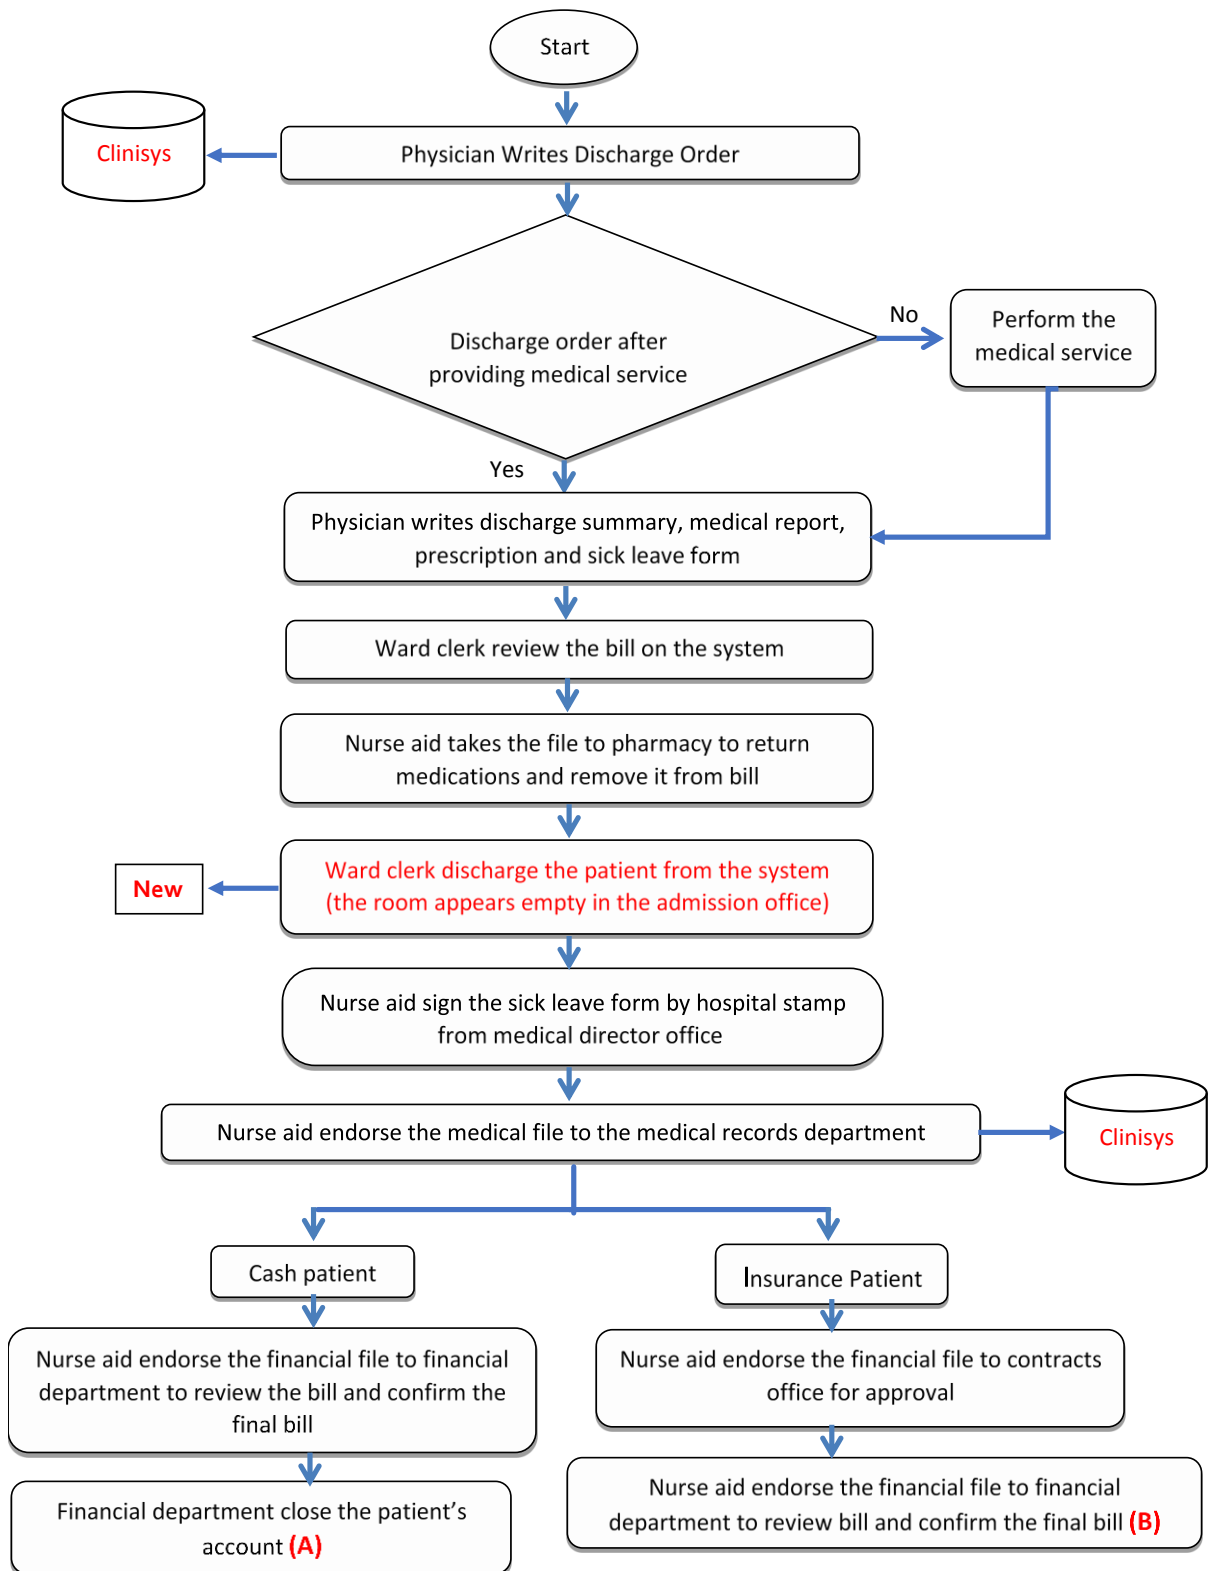 Start
Clinisys
Physician Writes Discharge Order
No
Perform the
medical service
Discharge order after
providing medical service
Yes
Physician writes discharge summary, medical report,
prescription and sick leave form
Ward clerk review the bill on the system
Nurse aid takes the file to pharmacy to return
medications and remove it from bill
New
Ward clerk discharge the patient from the system
(the room appears empty in the admission office)
Nurse aid sign the sick leave form by hospital stamp
from medical director office
Nurse aid endorse the medical file to the medical records department
Clinisys
Cash patient
Insurance Patient
Nurse aid endorse the financial file to financial
department to review the bill and confirm the
final bill
Nurse aid endorse the financial file to contracts
office for approval
Financial department close the patient’s
account (A)
Nurse aid endorse the financial file to financial
department to review bill and confirm the final bill (B)